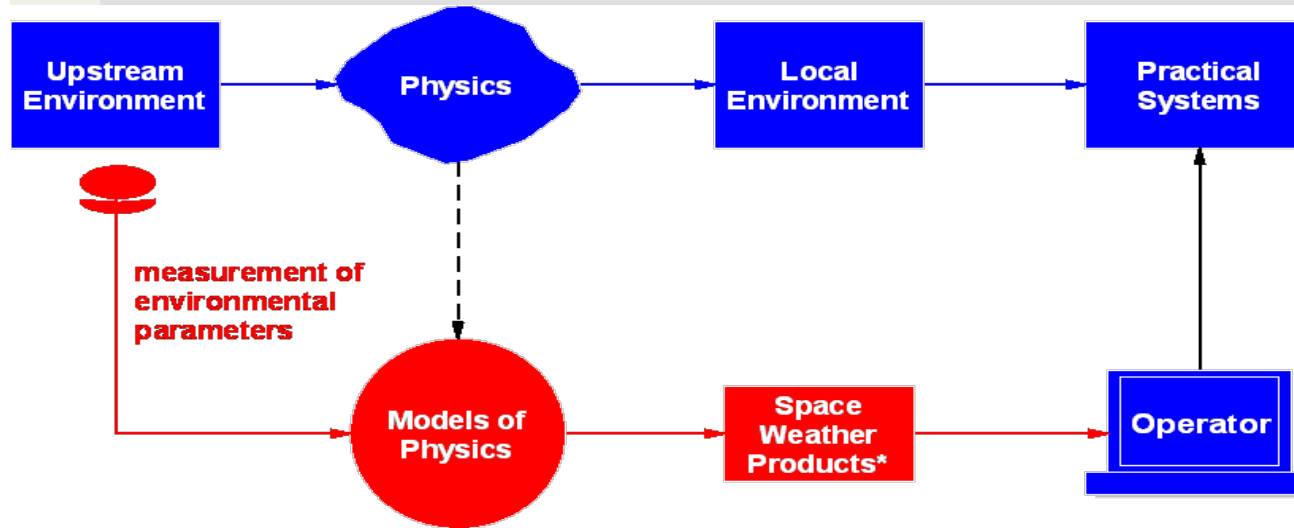 Upstream
Environment
Physics
Local
Environment
Practical
Systems
measurement of
environmental
parameters
Models of
Physics
Space
Weather
Products*
Operator